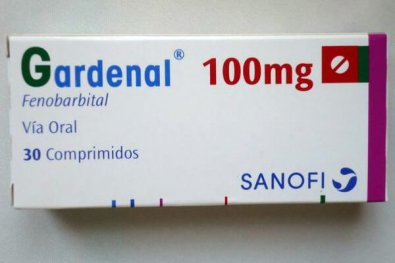 Gardenal® 100mg
Fenobarbital
Vía Oral
30 Comprimidos
SANOFI